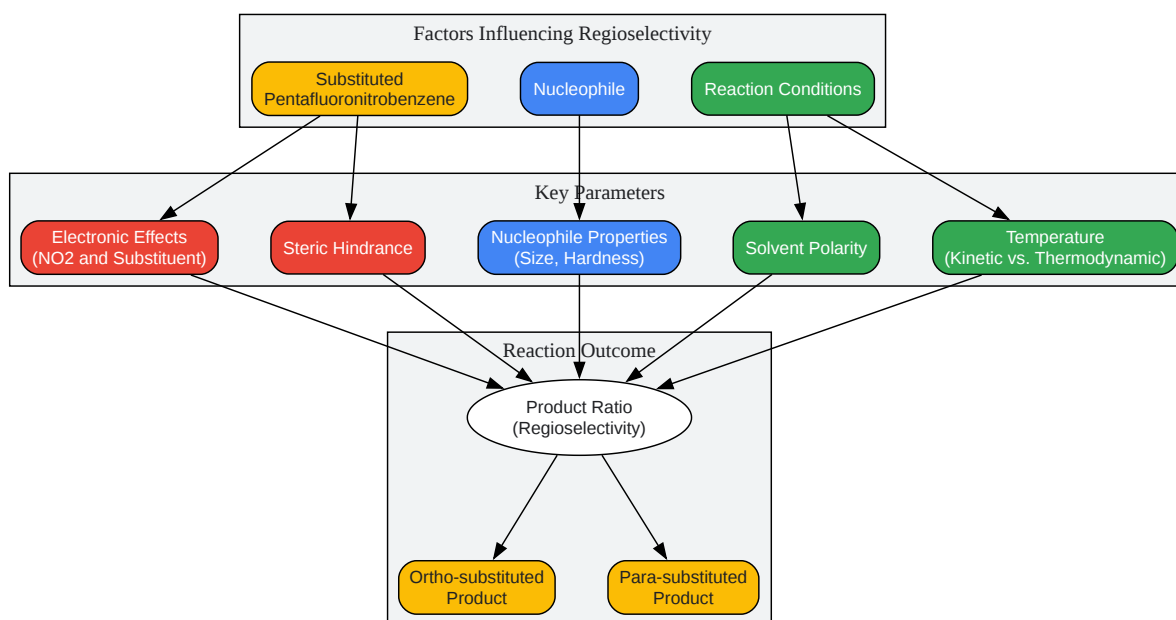 Factors Influencing Regioselectivity
Substituted
Pentafluoronitrobenzene
Nucleophile
Reaction Conditions
Key Parameters
Electronic Effects
(NO2 and Substituent)
Steric Hindrance
Nucleophile Properties
(Size, Hardness)
Solvent Polarity
Temperature
(Kinetic vs. Thermodynamic)
Reaction Outcome
Product Ratio
(Regioselectivity)
Ortho-substituted
Product
Para-substituted
Product